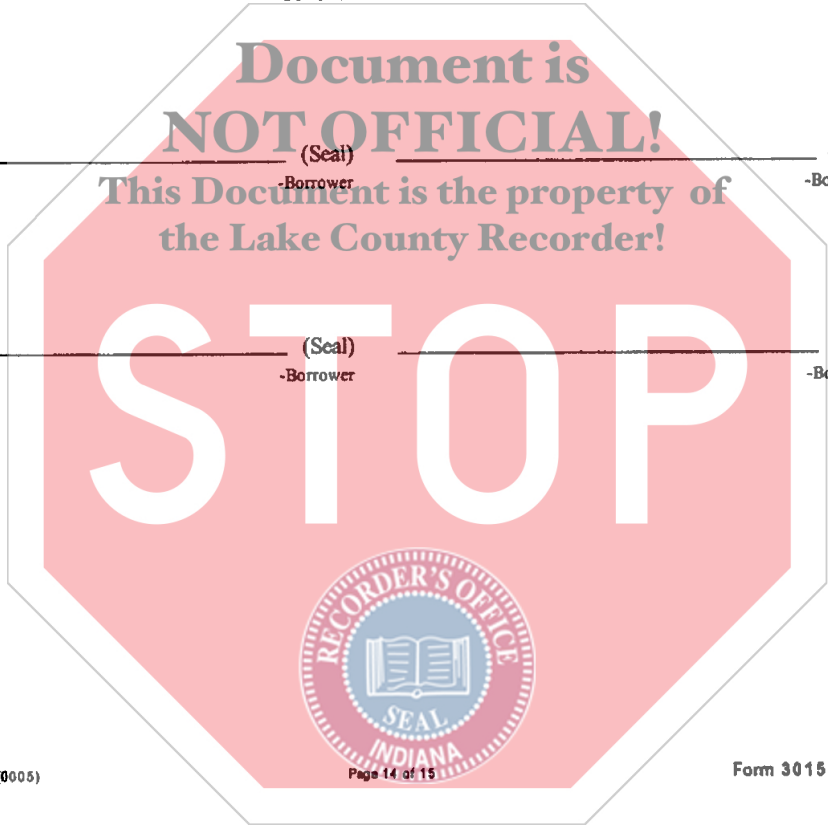 Document is
NOT OFFICIAL!
(Seal)
-Borrower
This Document is the property of
the Lake County Recorder!
STOP
(Seal)
-Borrower
RECORDER'S OFFICE
SEAL
INDIANA
0005)
Page 14 of 15
Form 3015